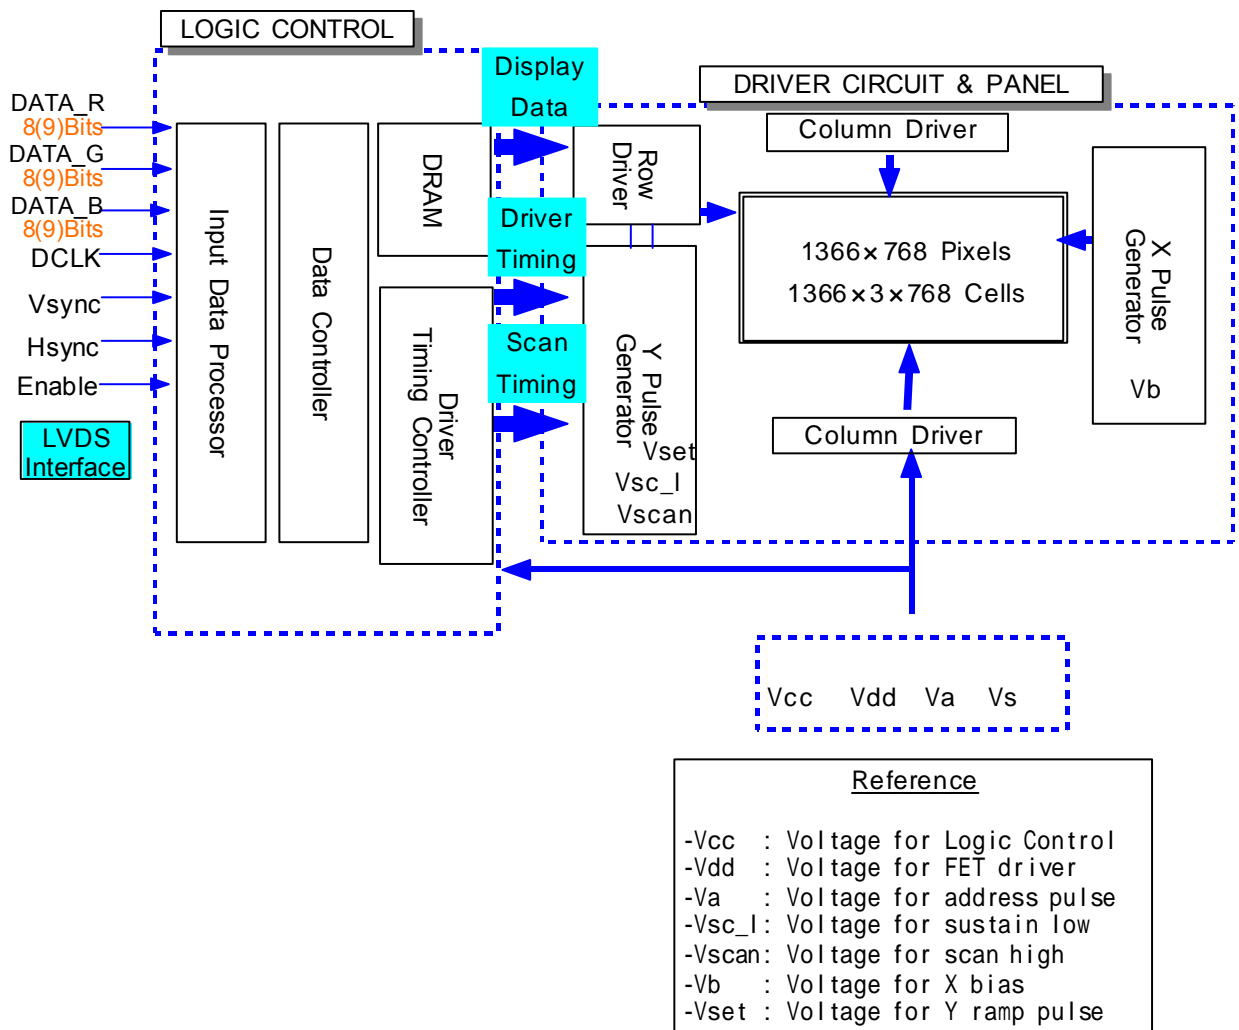 LOGIC CONTROL
Display
Data
DRIVER CIRCUIT & PANEL
DATA_R
8(9)Bits
DATA_G
8(9)Bits
DATA_B
8(9)Bits
DCLK
Vsync
Hsync
Enable
LVDS
Interface
Input Data Processor
Data Controller
DRAM
Driver
Timing Controller
Driver
Timing
Scan
Timing
Row
Driver
Y Pulse
Generator
Vset
Vsc_l
Vscan
Column Driver
1366×768 Pixels
1366×3×768 Cells
Column Driver
X Pulse
Generator
Vb
Vcc Vdd Va Vs
Reference
-Vcc : Voltage for Logic Control
-Vdd : Voltage for FET driver
-Va : Voltage for address pulse
-Vsc_l: Voltage for sustain low
-Vscan: Voltage for scan high
-Vb : Voltage for X bias
-Vset : Voltage for Y ramp pulse